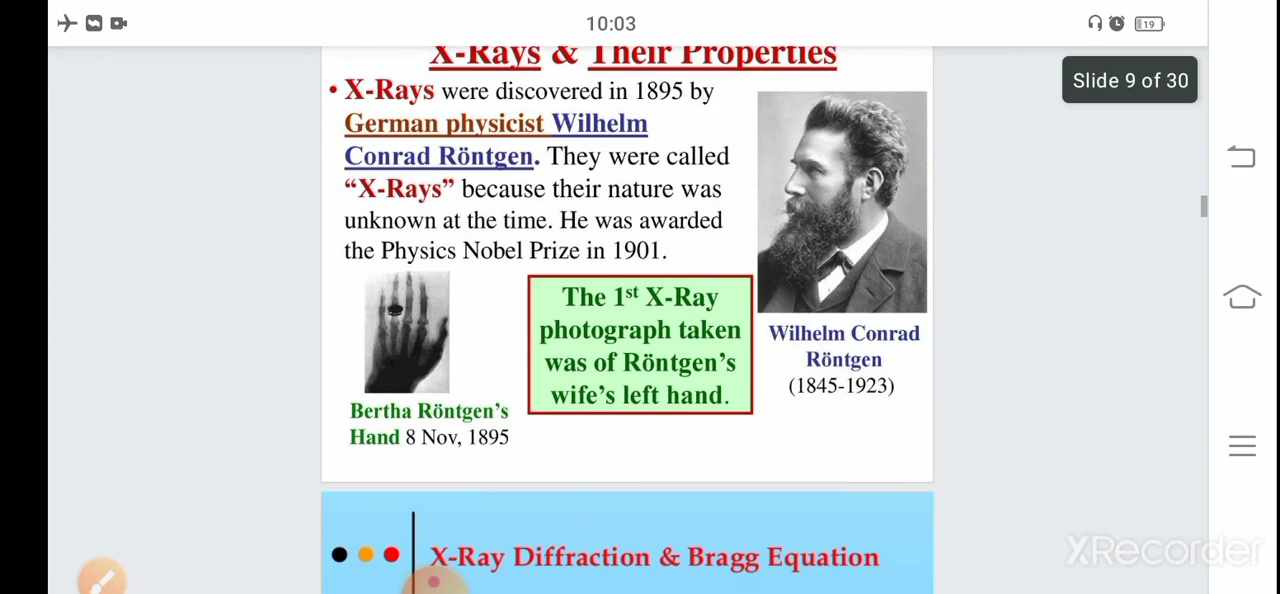 10:03
19
Slide 9 of 30
X-Rays & Their Properties
• X-Rays were discovered in 1895 by
German physicist Wilhelm
Conrad Röntgen. They were called
“X-Rays” because their nature was
unknown at the time. He was awarded
the Physics Nobel Prize in 1901.
The 1st X-Ray
photograph taken
was of Röntgen’s
wife’s left hand.
Wilhelm Conrad
Röntgen
(1845-1923)
Bertha Röntgen’s
Hand 8 Nov, 1895
X-Ray Diffraction & Bragg Equation
XRecorder